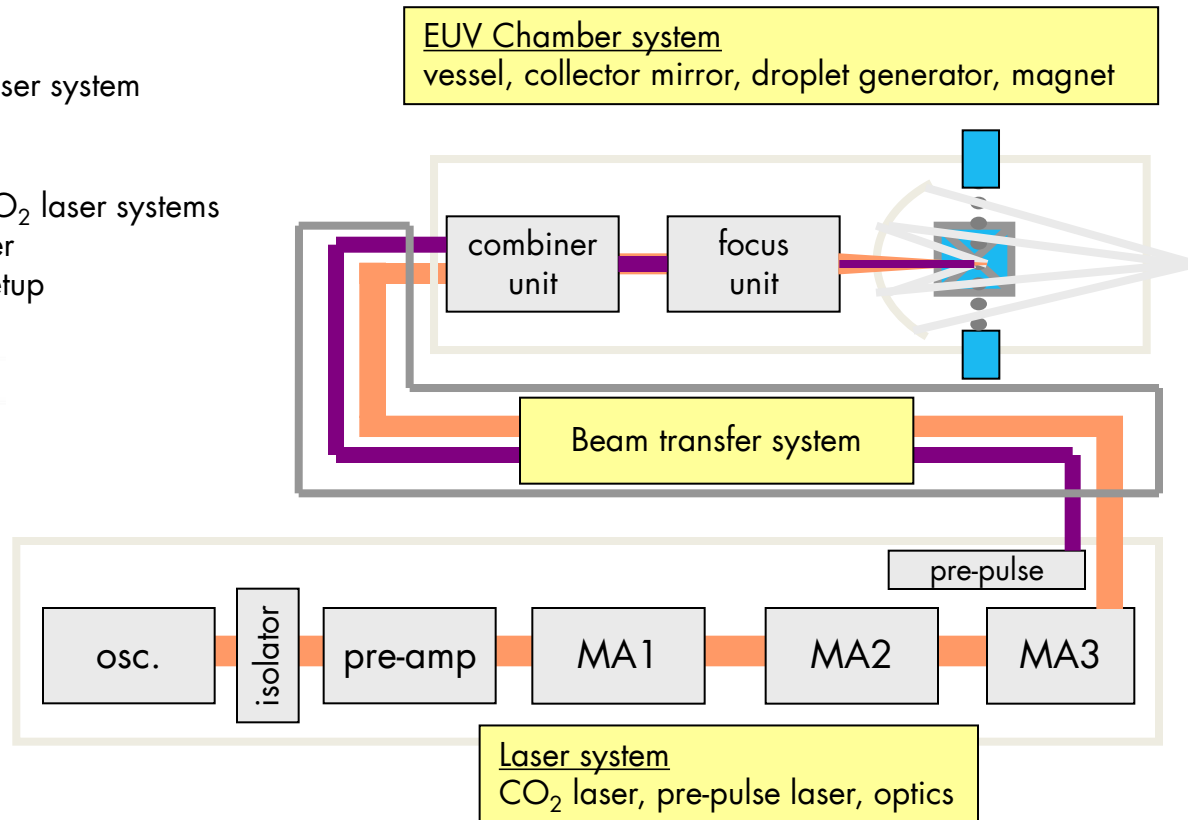 EUV Chamber system
vessel, collector mirror, droplet generator, magnet
ser system
O₂ laser systems
er
etup
combiner
unit
focus
unit
Beam transfer system
pre-pulse
osc.
isolator
pre-amp
MA1
MA2
MA3
Laser system
CO₂ laser, pre-pulse laser, optics